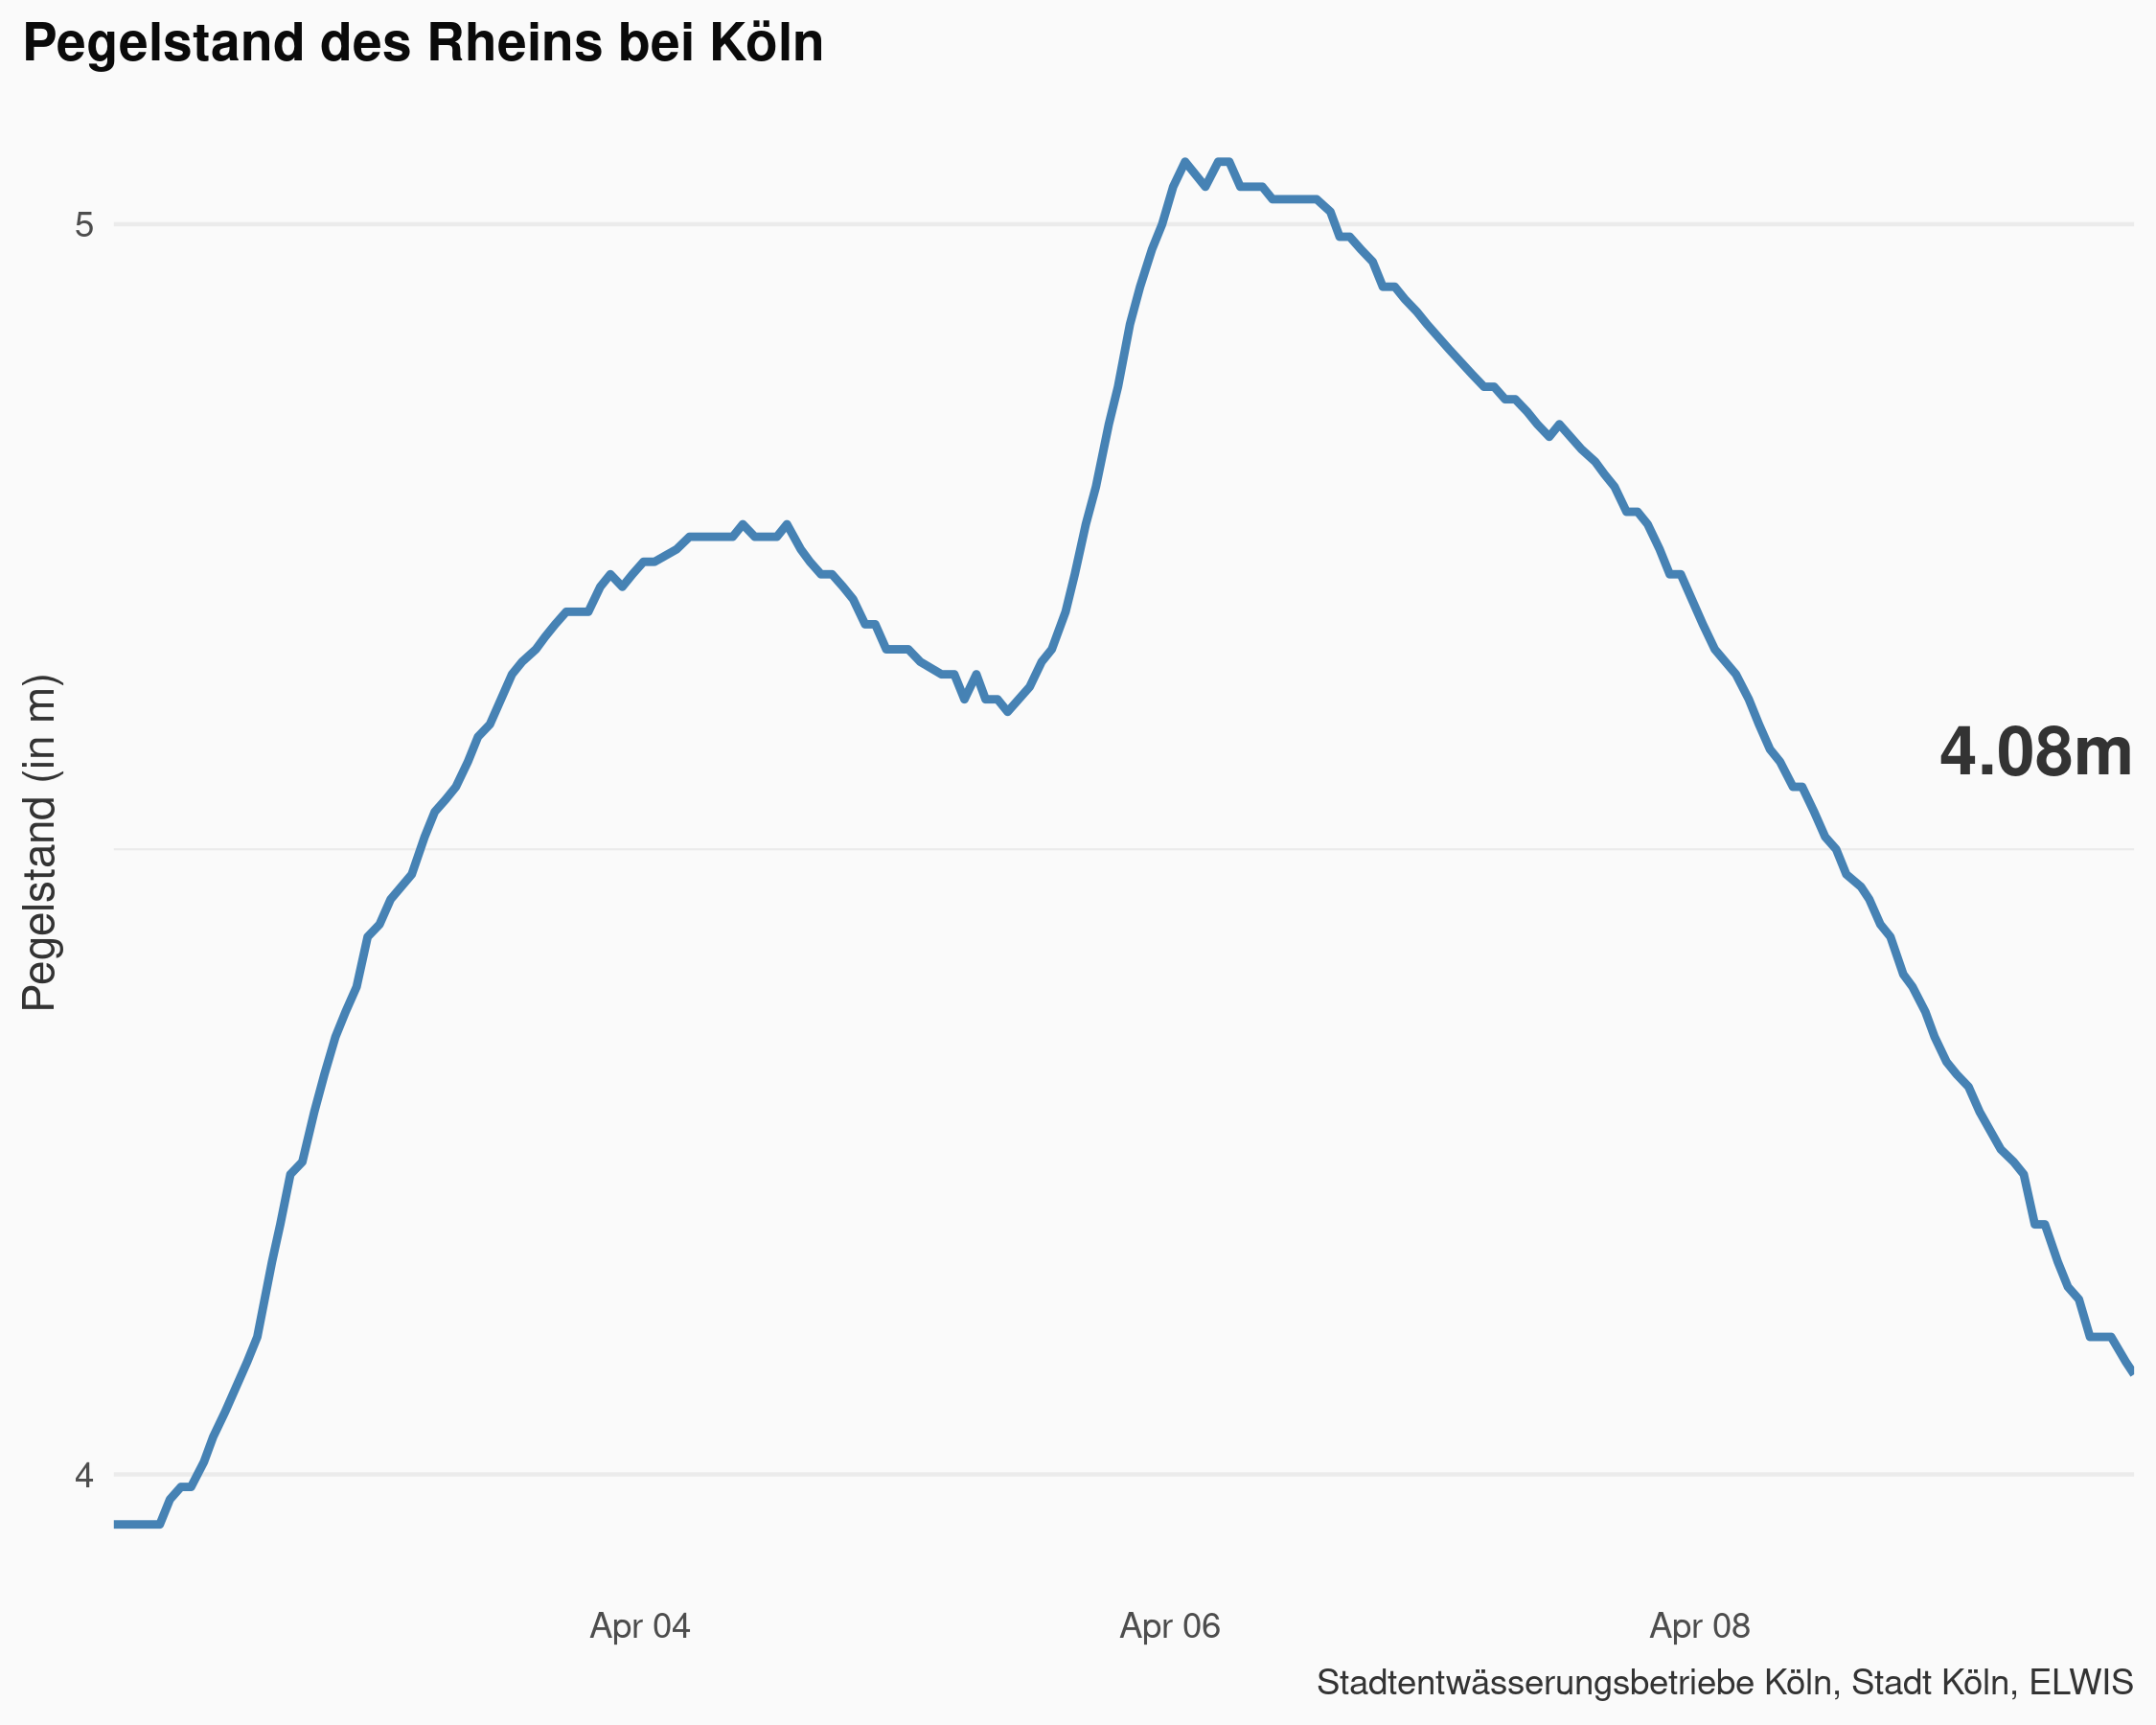 Pegelstand des Rheins bei Köln
5
Pegelstand (in m)
4.08m
4
Apr 04
Apr 06
Apr 08
Stadtentwässerungsbetriebe Köln, Stadt Köln, ELWIS